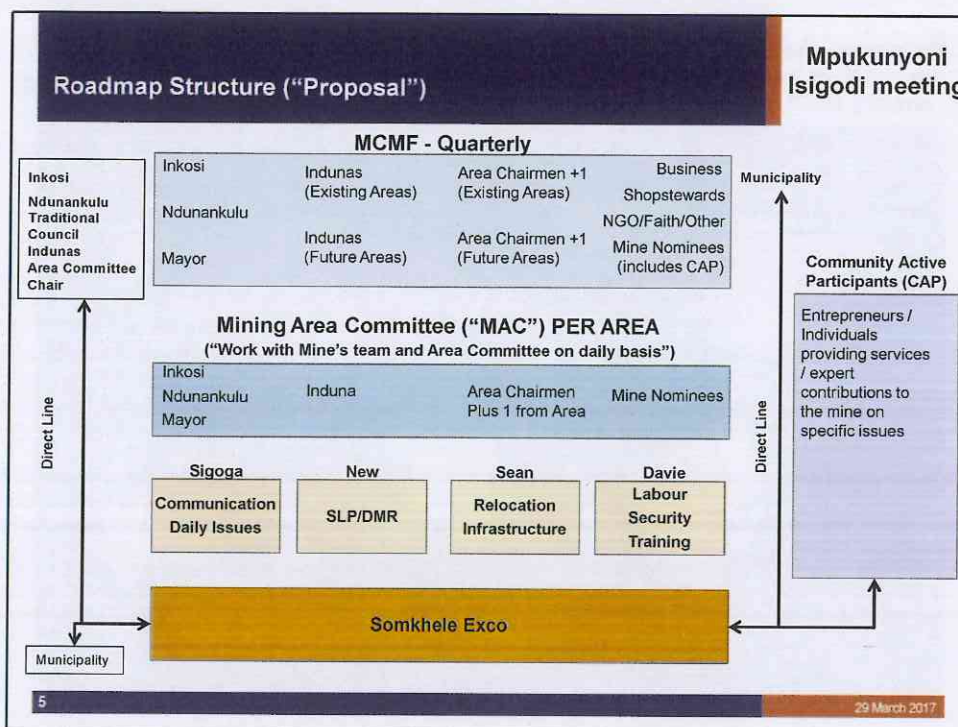 Roadmap Structure (“Proposal”)
Mpukunyoni
Isigodi meeting
MCMF - Quarterly
Inkosi
Ndunankulu
Traditional
Council
Indunas
Area Committee
Chair
Inkosi
Ndunankulu
Mayor
Indunas
(Existing Areas)
Indunas
(Future Areas)
Area Chairmen +1
(Existing Areas)
Area Chairmen +1
(Future Areas)
Business
Shopstewards
NGO/Faith/Other
Mine Nominees
(includes CAP)
Municipality
Community Active
Participants (CAP)
Entrepreneurs /
Individuals
providing services
/ expert
contributions to
the mine on
specific issues
Mining Area Committee (“MAC”) PER AREA
(“Work with Mine's team and Area Committee on daily basis”)
Inkosi
Ndunankulu
Mayor
Induna
Area Chairmen
Plus 1 from Area
Mine Nominees
Direct Line
Direct Line
Sigoga
Communication
Daily Issues
New
SLP/DMR
Sean
Relocation
Infrastructure
Davie
Labour
Security
Training
Somkhele Exco
Municipality
5
29 March 2017